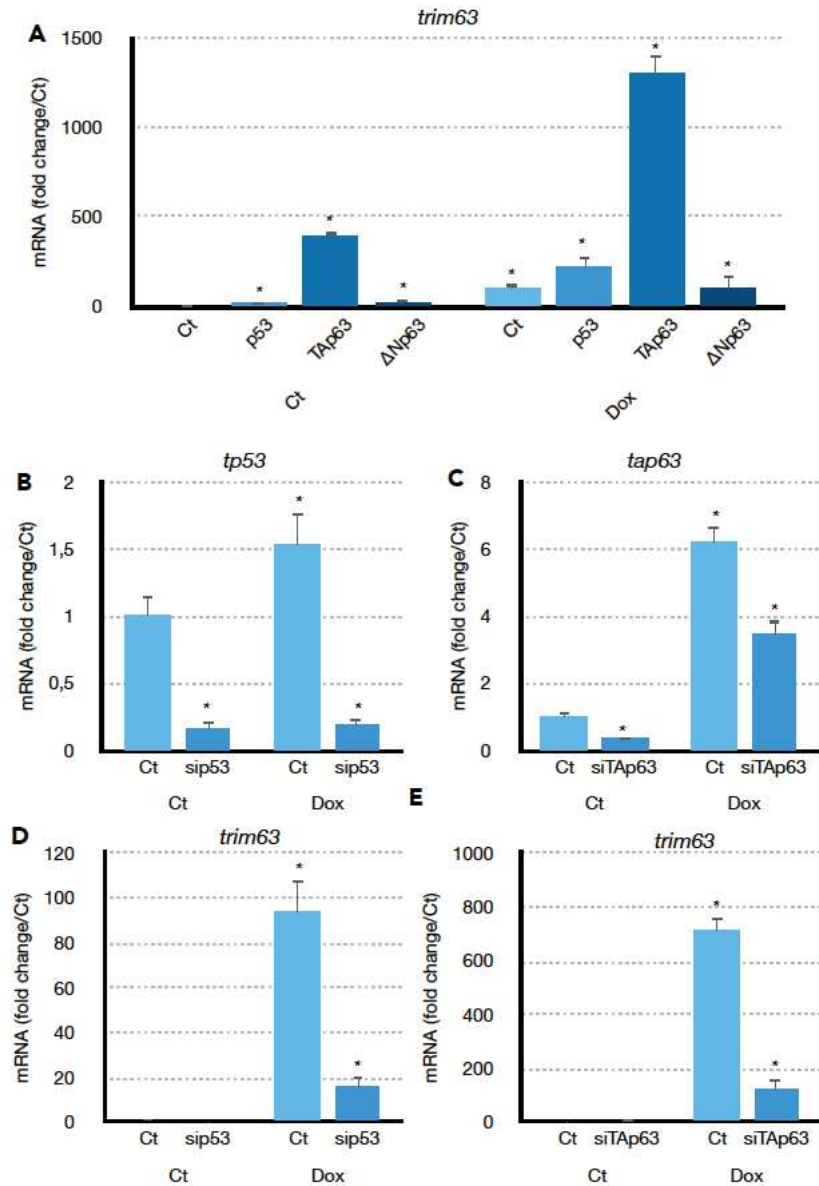 A
trim63
mRNA (fold change/Ct)
1500
1000
500
0
*
*
*
*
*
*
*
Ct
p53
TAp63
ΔNp63
Ct
p53
TAp63
ΔNp63
Ct
Dox
B
tp53
mRNA (fold change/Ct)
2
1,5
1
0,5
0
*
*
*
Ct
sip53
Ct
sip53
Ct
Dox
C
tap63
mRNA (fold change/Ct)
8
6
4
2
0
*
*
*
Ct
siTAp63
Ct
siTAp63
Ct
Dox
D
trim63
mRNA (fold change/Ct)
120
100
80
60
40
20
0
*
*
Ct
sip53
Ct
sip53
Ct
Dox
E
trim63
mRNA (fold change/Ct)
1000
800
600
400
200
0
*
*
Ct
siTAp63
Ct
siTAp63
Ct
Dox